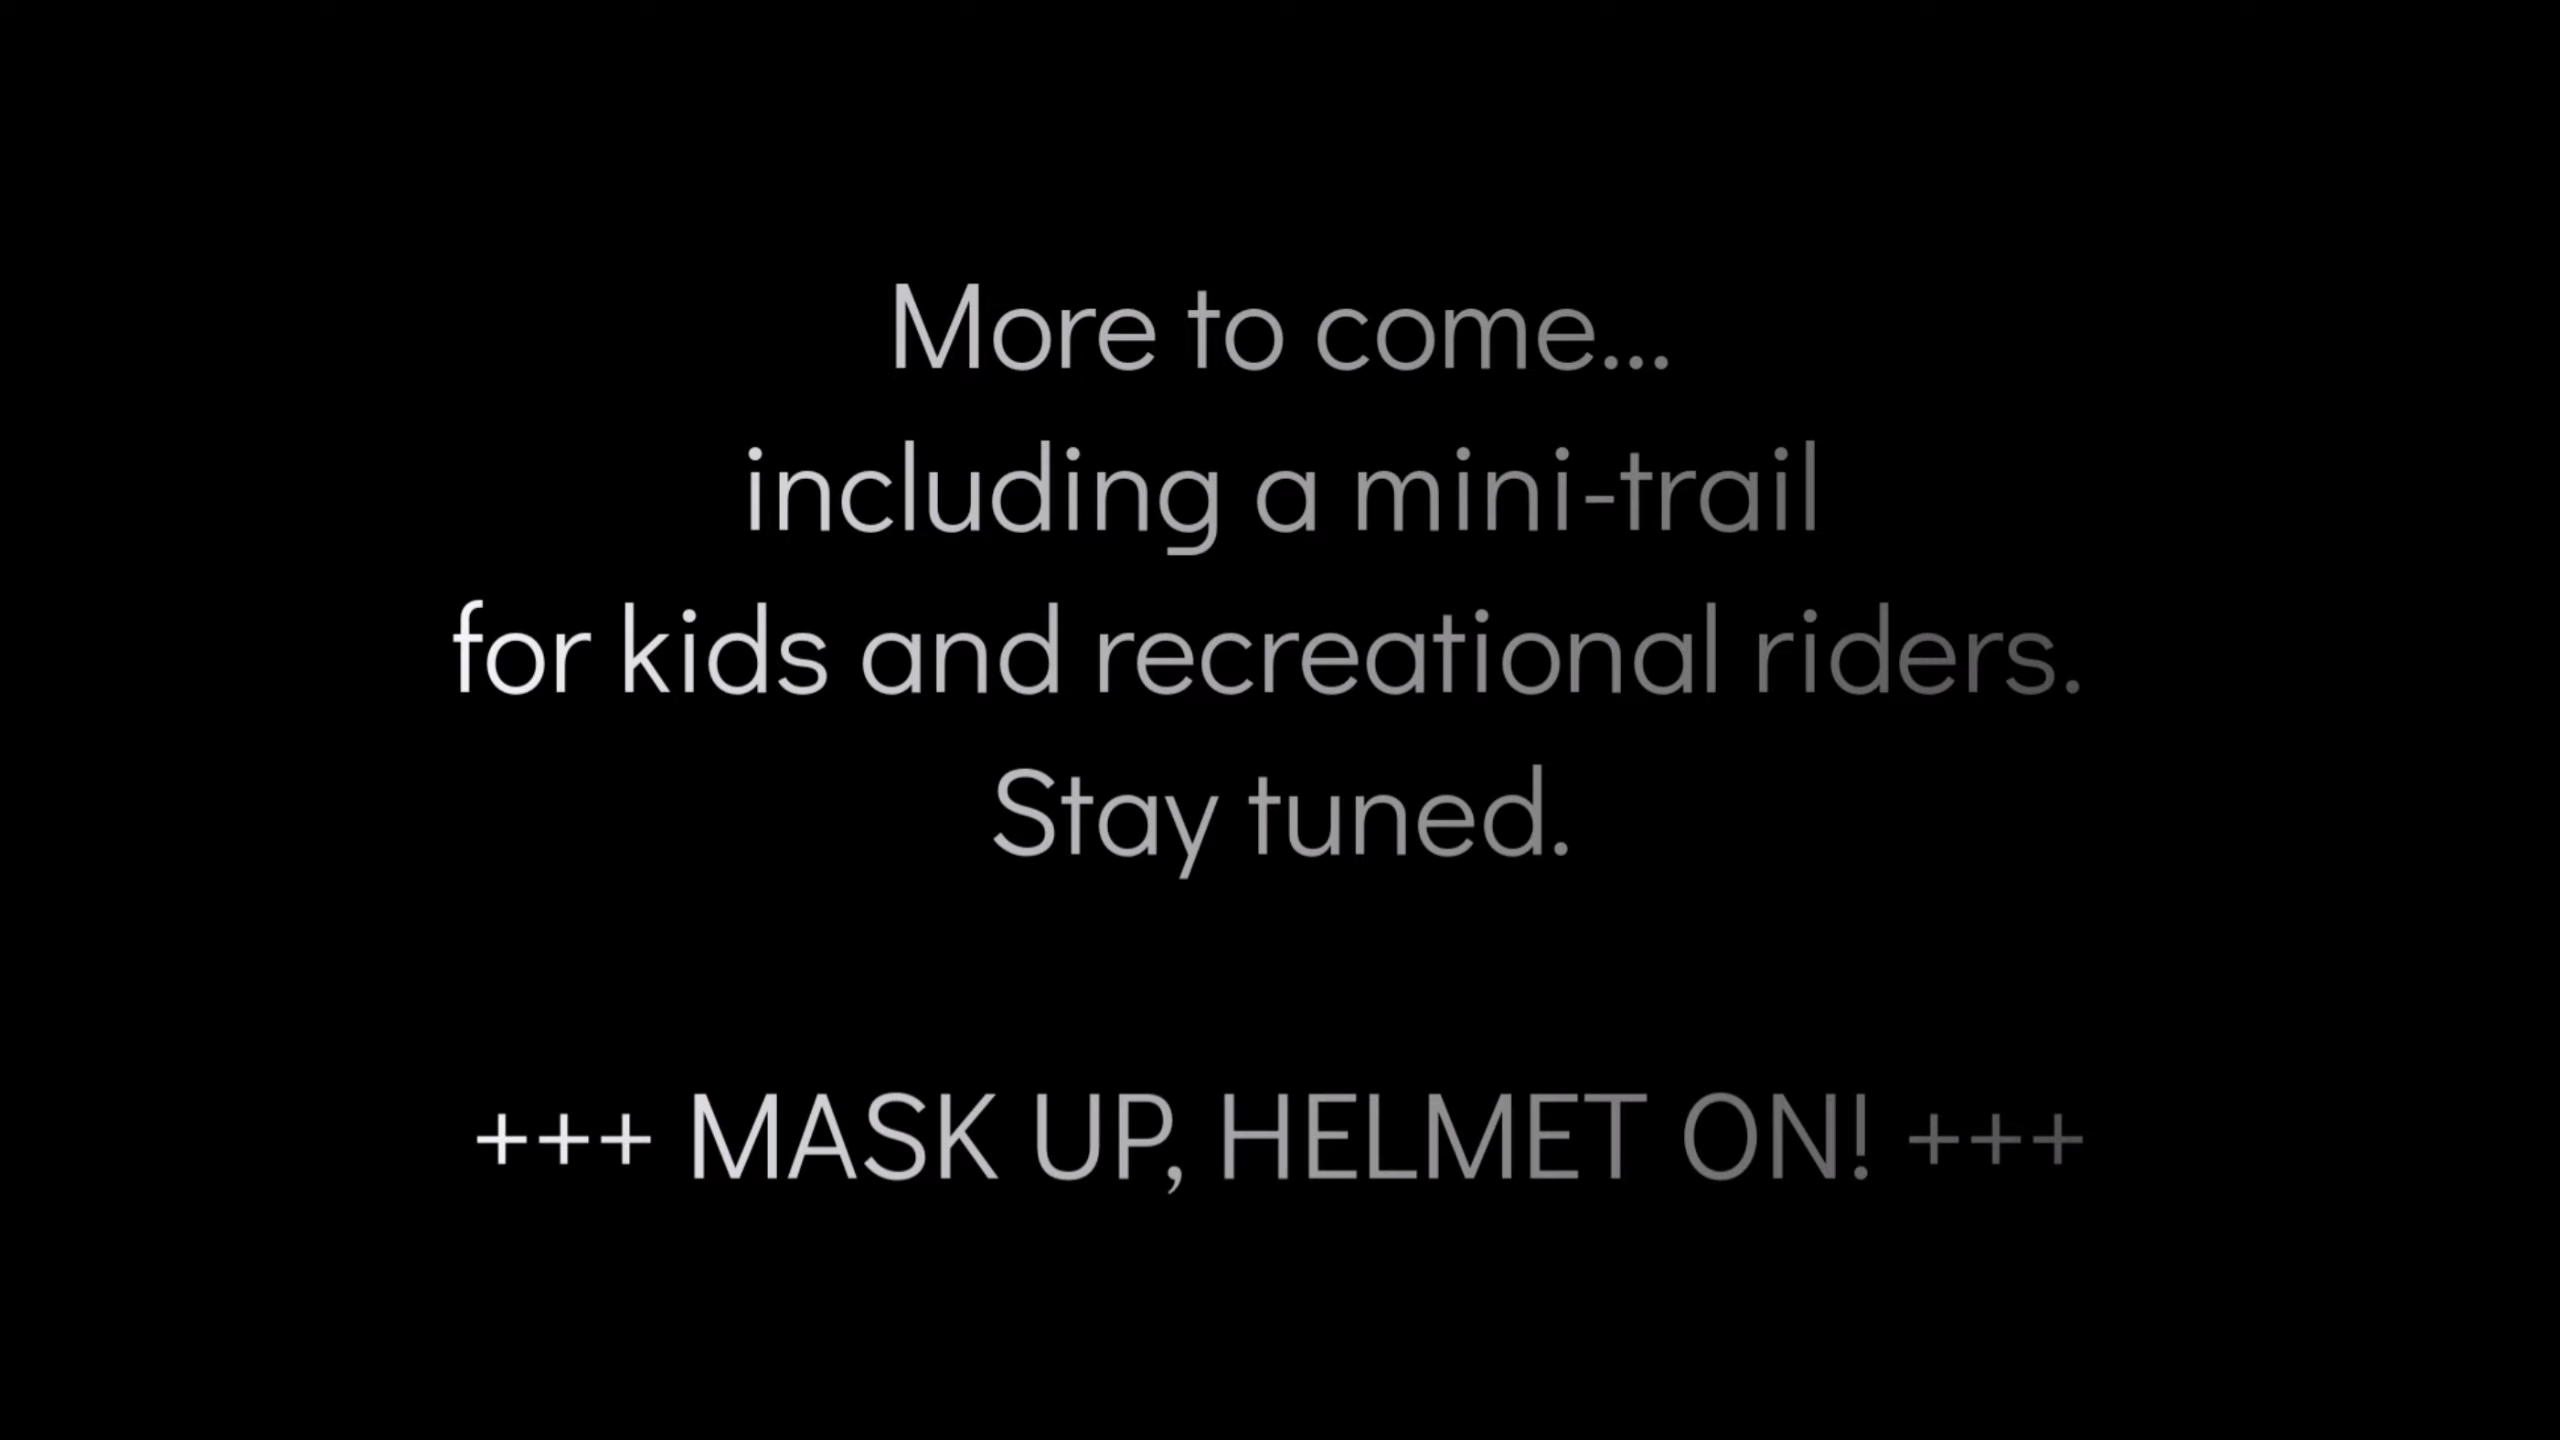 More to come...
including a mini-trail
for kids and recreational riders.
Stay tuned.
+++ MASK UP, HELMET ON! +++